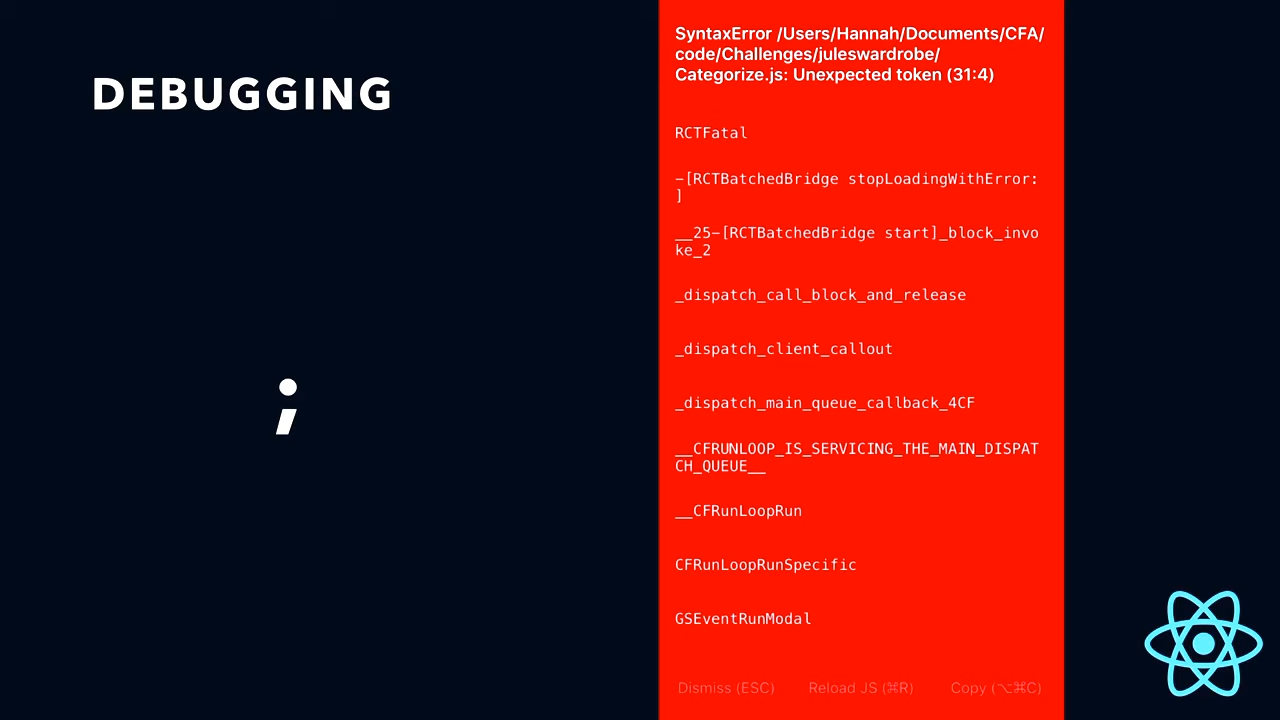 DEBUGGING
;
SyntaxError /Users/Hannah/Documents/CFA/
code/Challenges/juleswardrobe/
Categorize.js: Unexpected token (31:4)
RCTFatal
-[RCTBatchedBridge stopLoadingWithError:
]
__25-[RCTBatchedBridge start]_block_invo
ke_2
_dispatch_call_block_and_release
_dispatch_client_callout
_dispatch_main_queue_callback_4CF
__CFRUNLOOP_IS_SERVICING_THE_MAIN_DISPAT
CH_QUEUE__
__CFRunLoopRun
CFRunLoopRunSpecific
GSEventRunModal
Dismiss (ESC) Reload JS (⌘R) Copy (⌥⌘C)